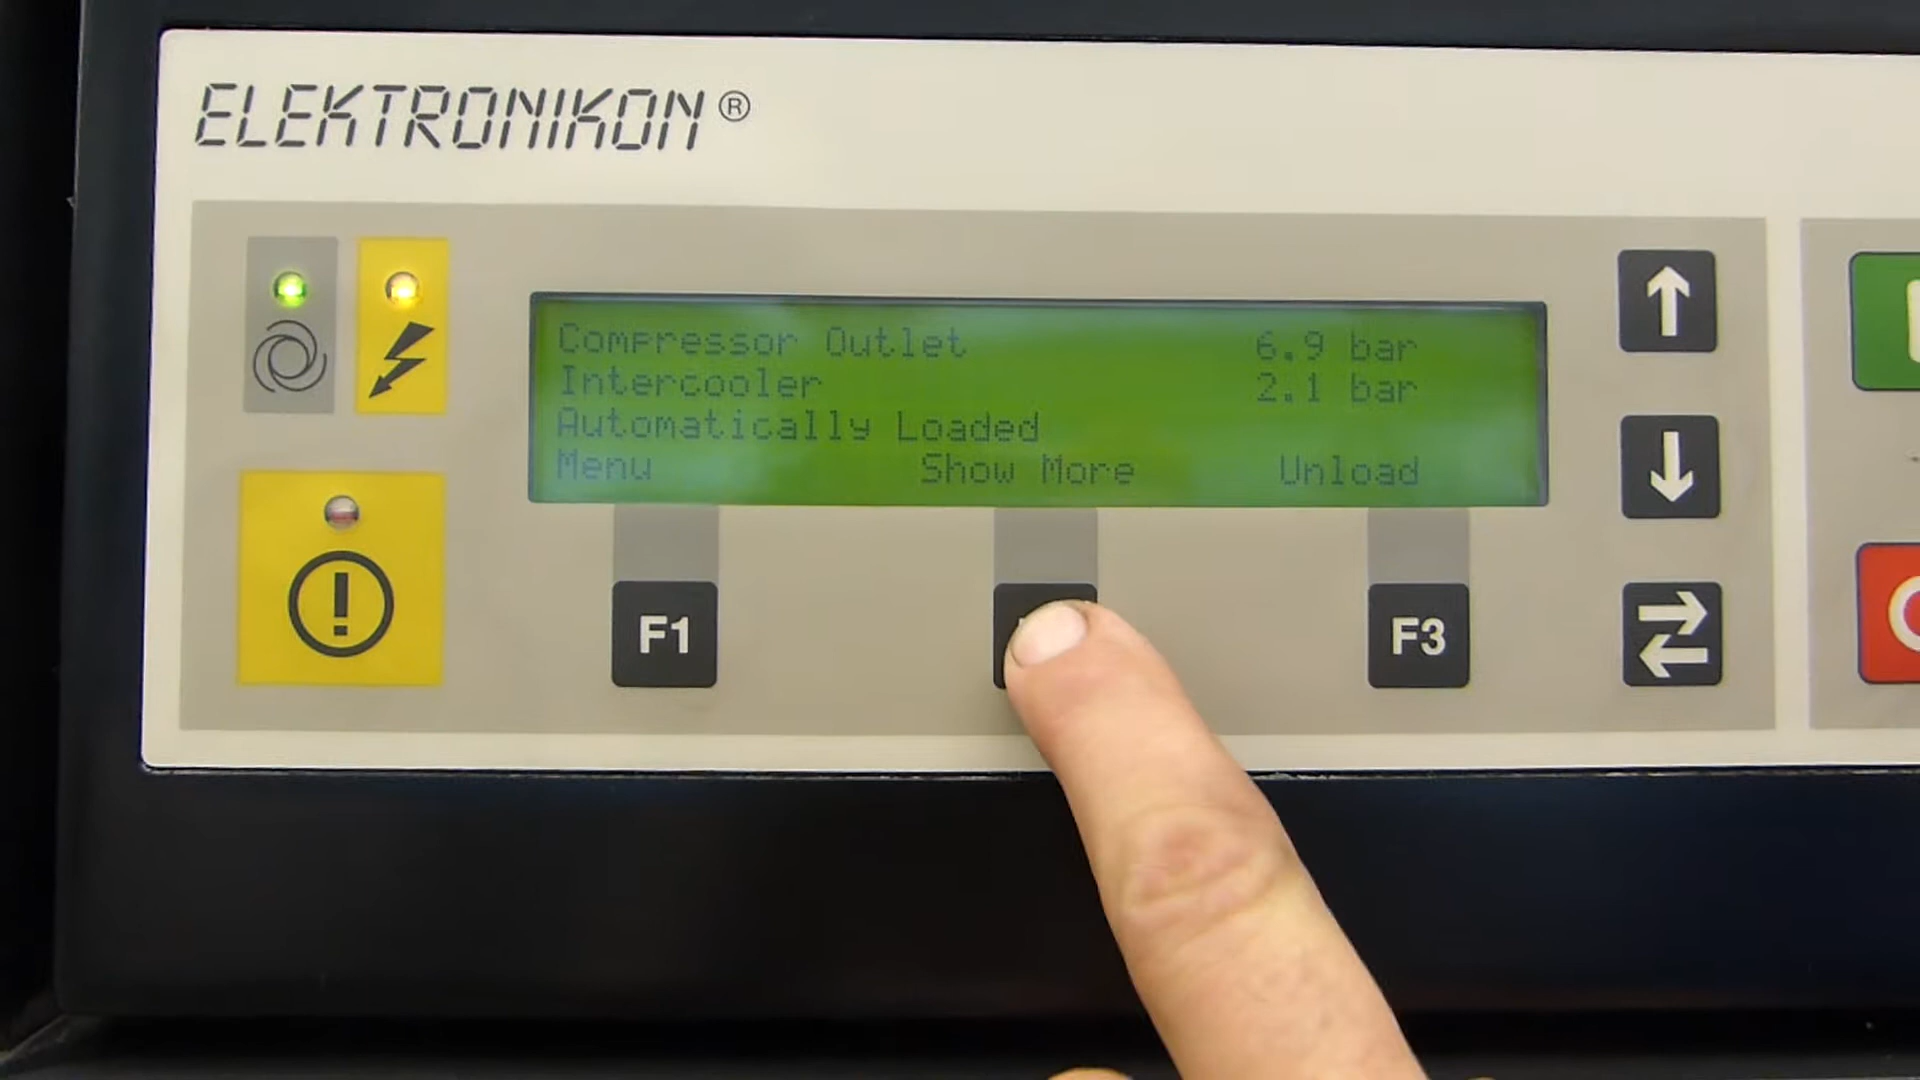 ELEKTRONIKON®
Compressor Outlet 6.9 bar
Intercooler 2.1 bar
Automatically Loaded
Menu Show More Unload
F1 F3